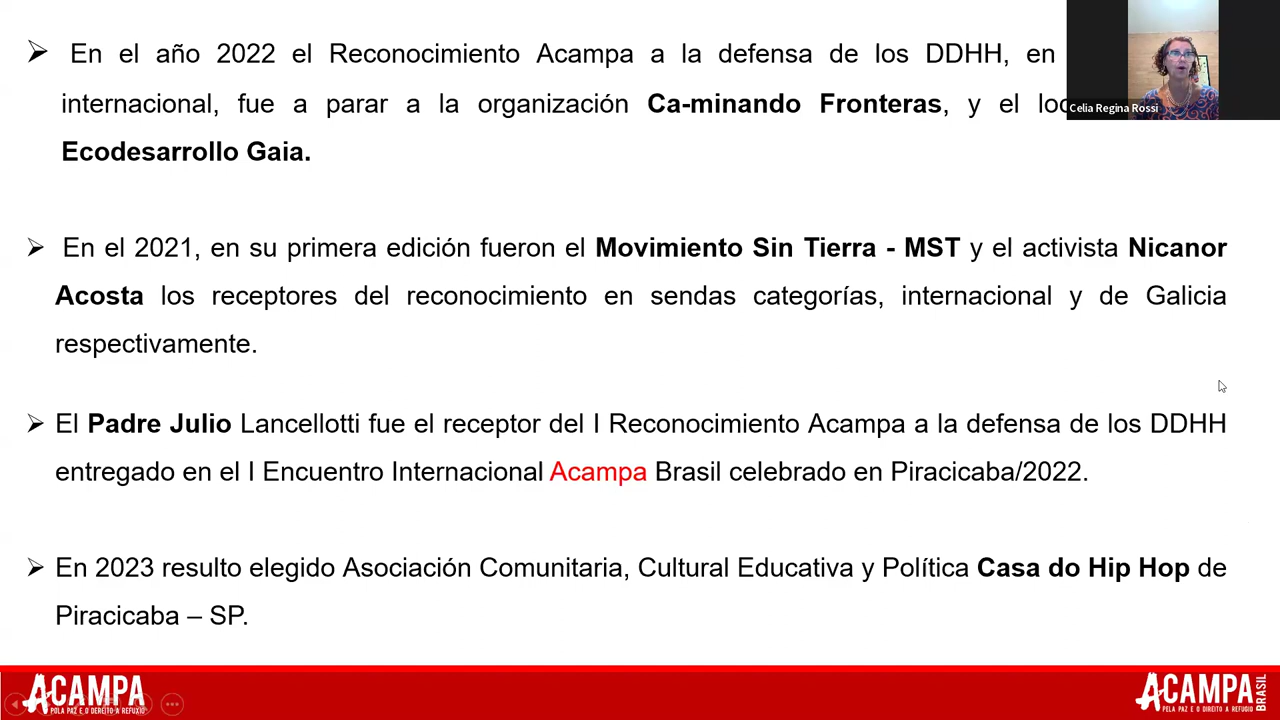 En el año 2022 el Reconocimiento Acampa a la defensa de los DDHH, en
internacional, fue a parar a la organización Ca-minando Fronteras, y el
Ecodesarrollo Gaia.
Celia Regina Rossi
En el 2021, en su primera edición fueron el Movimiento Sin Tierra - MST y el activista Nicanor
Acosta los receptores del reconocimiento en sendas categorías, internacional y de Galicia
respectivamente.
El Padre Julio Lancellotti fue el receptor del I Reconocimiento Acampa a la defensa de los DDHH
entregado en el I Encuentro Internacional Acampa Brasil celebrado en Piracicaba/2022.
En 2023 resulto elegido Asociación Comunitaria, Cultural Educativa y Política Casa do Hip Hop de
Piracicaba – SP.
ACAMPA
POLA PAZ E O DEREITO A REFUXIO
ACAMPA BRASIL
PELA PAZ E O DIREITO A REFÚGIO